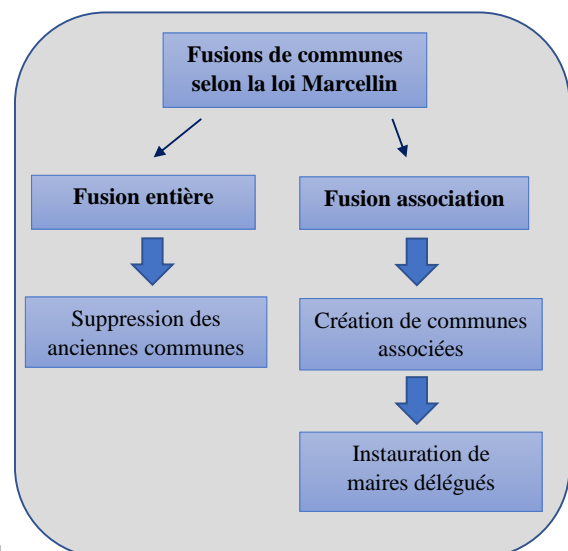 Fusions de communes
selon la loi Marcellin
Fusion entière
Fusion association
Suppression des
anciennes communes
Création de communes
associées
Instauration de
maires délégués